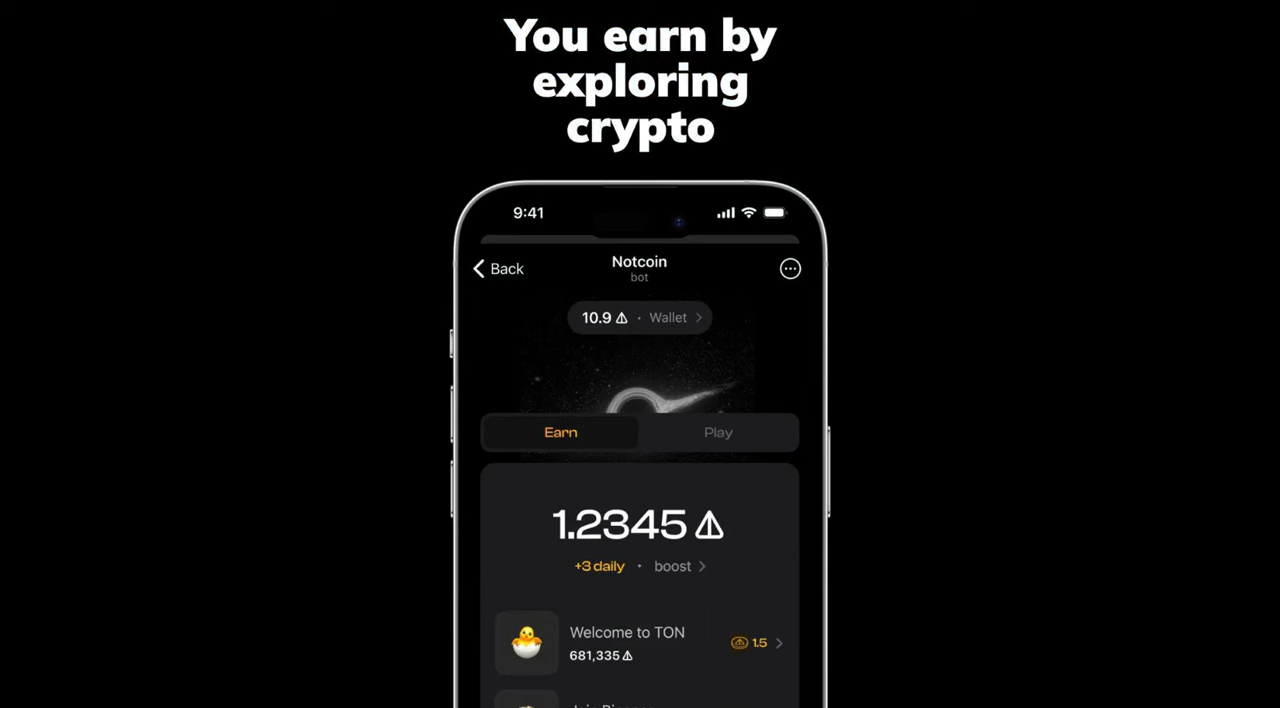 You earn by
exploring
crypto
9:41
Back
Notcoin
bot
10.9 · Wallet
Earn
Play
1.2345
+3 daily · boost
Welcome to TON
681,335
1.5